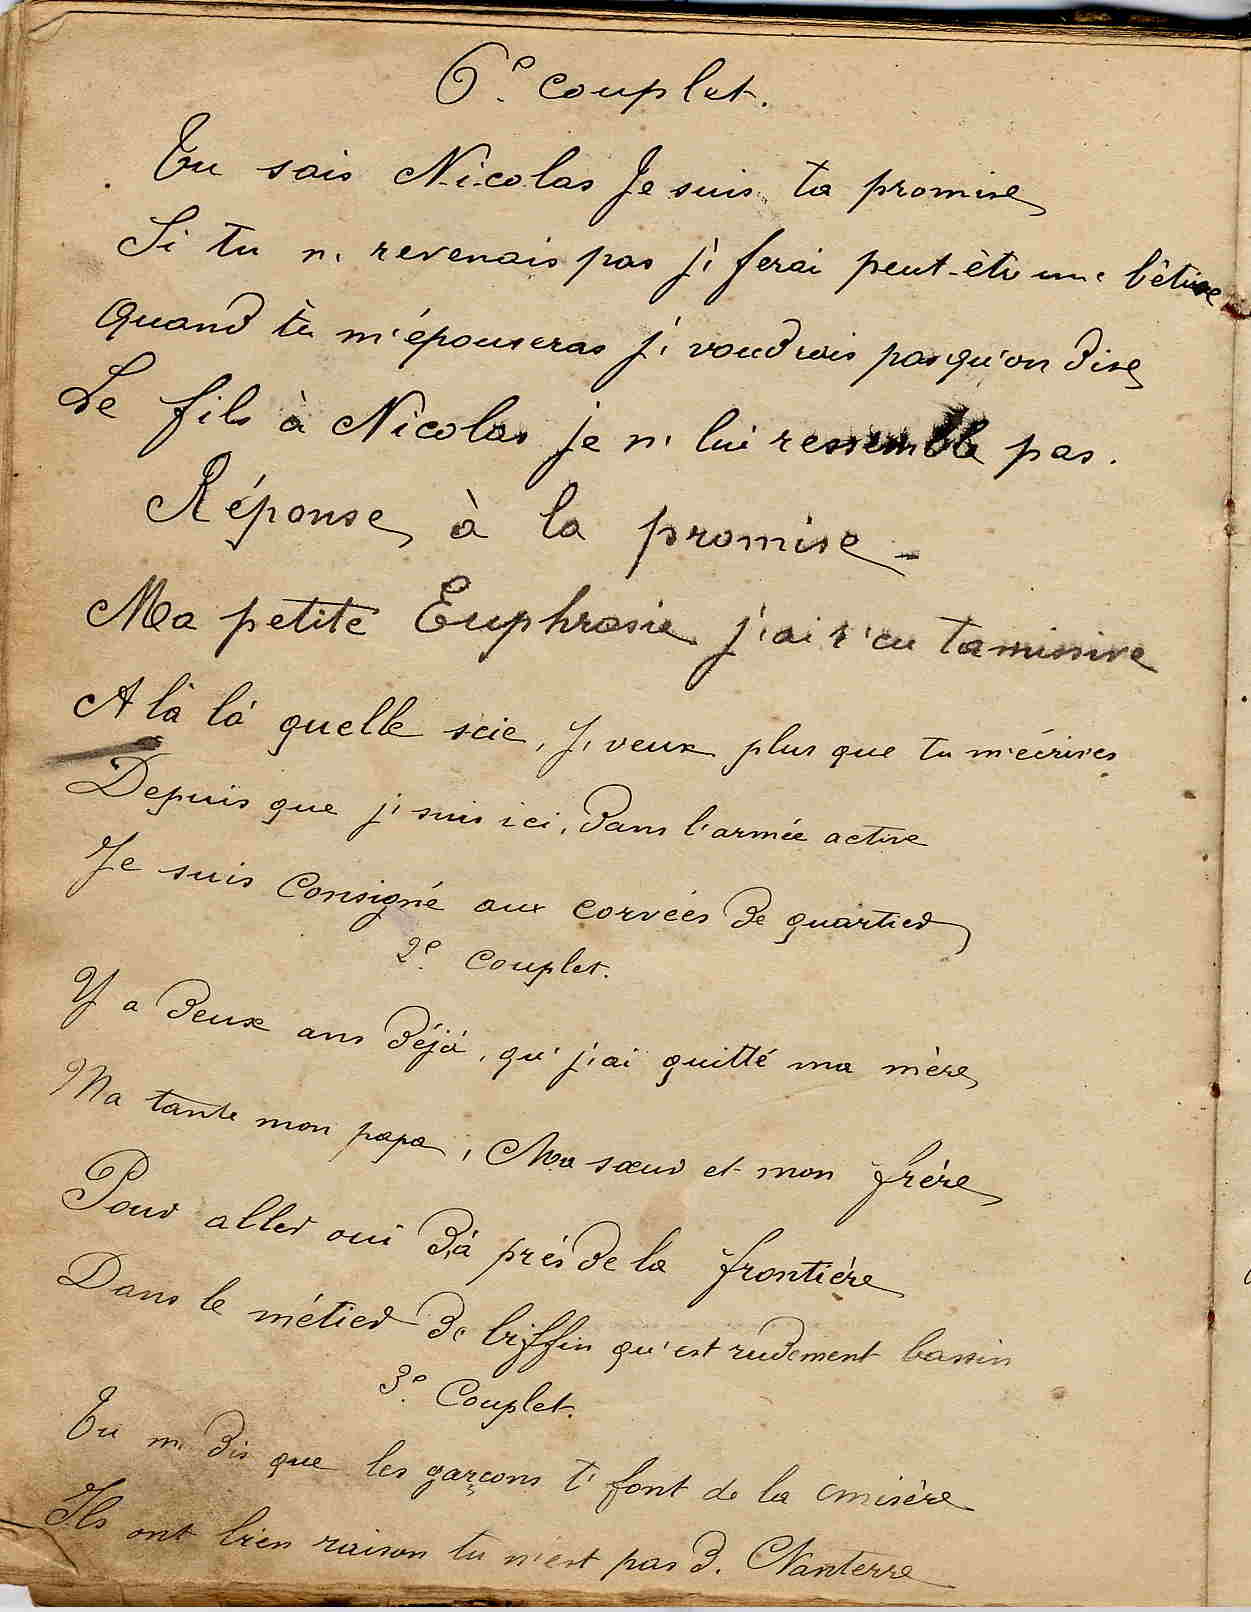 6e. couplet.
Tu sais Nicolas Je suis ta promise
Si tu n' revenais pas j' ferai peut-être une bêtise
Quand tu m'épouseras j' voudrais pas qu'on dise
Le fils à Nicolas je n' lui ressemble pas.
Réponse à la promise -
Ma petite Euphrasie j'ai r'çu ta missive
A là là quelle scie, j' veux plus que tu m'écrives
Depuis que j' suis ici, dans l'armée active
Je suis Consigné aux corvées de quartier
2e. Couplet.
Y a deux ans déjà, qu' j'ai quitté ma mère
Ma tante mon papa, Ma sœur et mon frère
Pour aller oui dà près de la frontière
Dans le métier de biffin qu'est rudement bassin
3e. Couplet.
Tu m' dis que les garçons t' font de la misère
Ils ont bien raison tu n'est pas d. Nanterre